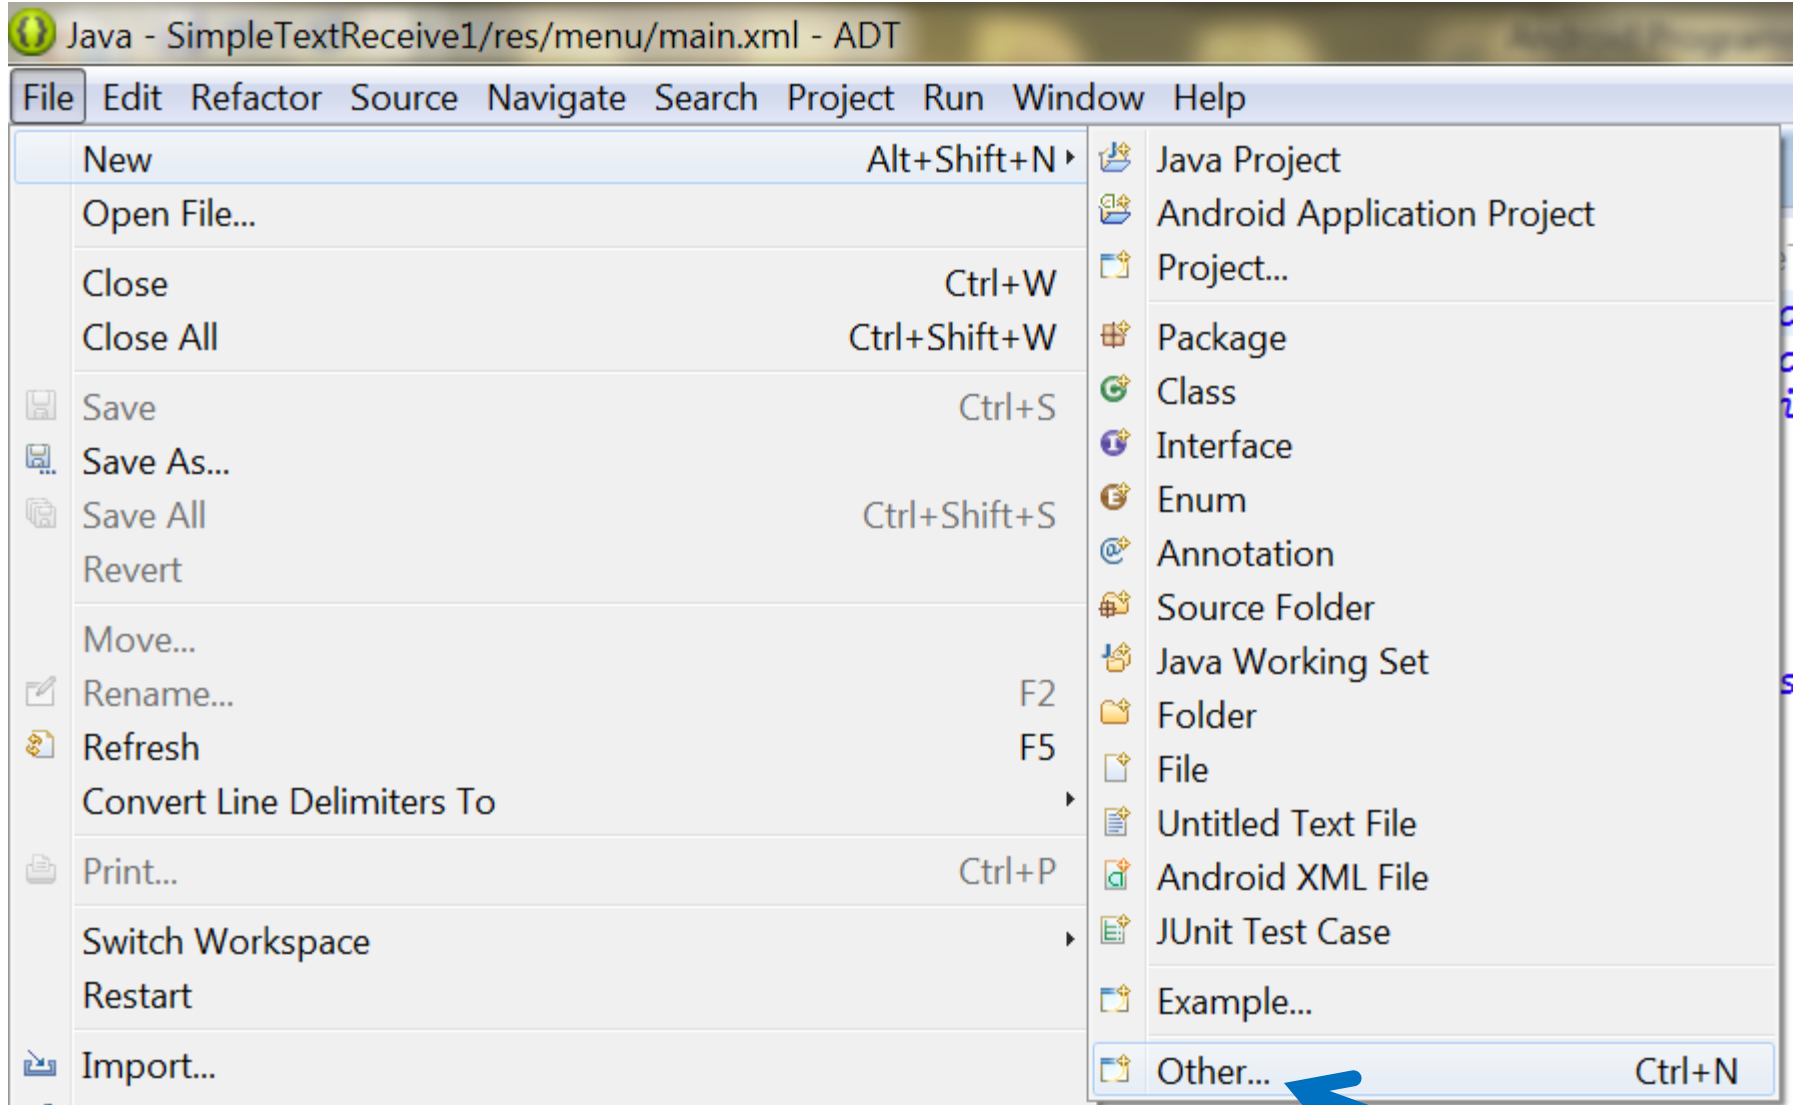 Java - SimpleTextReceive1/res/menu/main.xml - ADT
File Edit Refactor Source Navigate Search Project Run Window Help
New Alt+Shift+N
Open File...
Close Ctrl+W
Close All Ctrl+Shift+W
Save Ctrl+S
Save As...
Save All Ctrl+Shift+S
Revert
Move...
Rename... F2
Refresh F5
Convert Line Delimiters To
Print... Ctrl+P
Switch Workspace
Restart
Import...
Java Project
Android Application Project
Project...
Package
Class
Interface
Enum
Annotation
Source Folder
Java Working Set
Folder
File
Untitled Text File
Android XML File
JUnit Test Case
Example...
Other... Ctrl+N